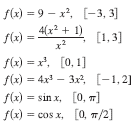 f(x) = 9 − x², [−3, 3]
f(x) = 4(x² + 1)/x², [1, 3]
f(x) = x³, [0, 1]
f(x) = 4x³ − 3x², [−1, 2]
f(x) = sin x, [0, π]
f(x) = cos x, [0, π/2]